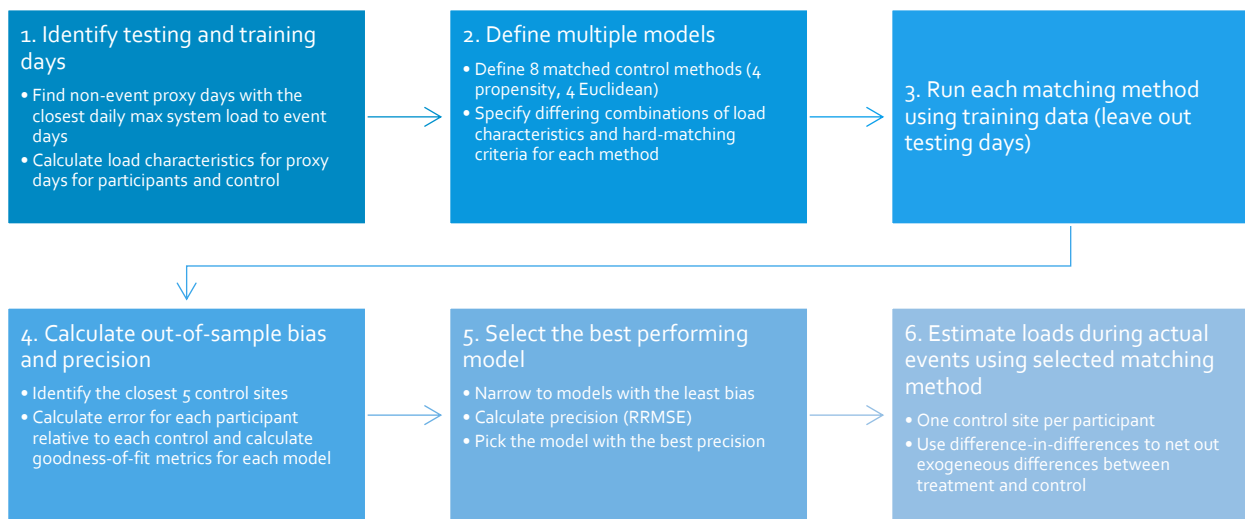 1. Identify testing and training
days
• Find non-event proxy days with the
closest daily max system load to event
days
• Calculate load characteristics for proxy
days for participants and control
2. Define multiple models
• Define 8 matched control methods (4
propensity, 4 Euclidean)
• Specify differing combinations of load
characteristics and hard-matching
criteria for each method
3. Run each matching method
using training data (leave out
testing days)
4. Calculate out-of-sample bias
and precision
• Identify the closest 5 control sites
• Calculate error for each participant
relative to each control and calculate
goodness-of-fit metrics for each model
5. Select the best performing
model
• Narrow to models with the least bias
• Calculate precision (RRMSE)
• Pick the model with the best precision
6. Estimate loads during actual
events using selected matching
method
• One control site per participant
• Use difference-in-differences to net out
exogeneous differences between
treatment and control